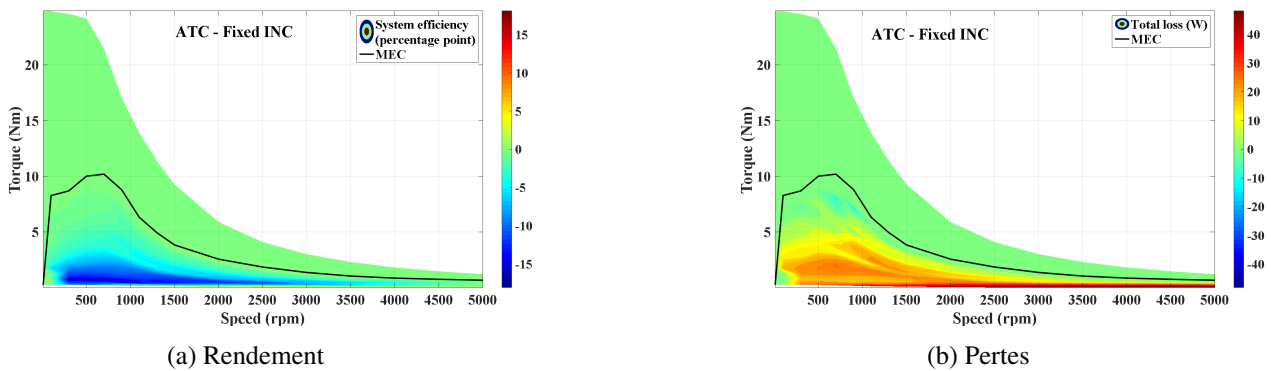 ATC - Fixed INC
System efficiency
(percentage point)
MEC
Torque (Nm)
20
15
10
5
500 1000 1500 2000 2500 3000 3500 4000 4500 5000
Speed (rpm)
15
10
5
0
-5
-10
-15
(a) Rendement
ATC - Fixed INC
Total loss (W)
MEC
Torque (Nm)
20
15
10
5
500 1000 1500 2000 2500 3000 3500 4000 4500 5000
Speed (rpm)
40
30
20
10
0
-10
-20
-30
-40
(b) Pertes